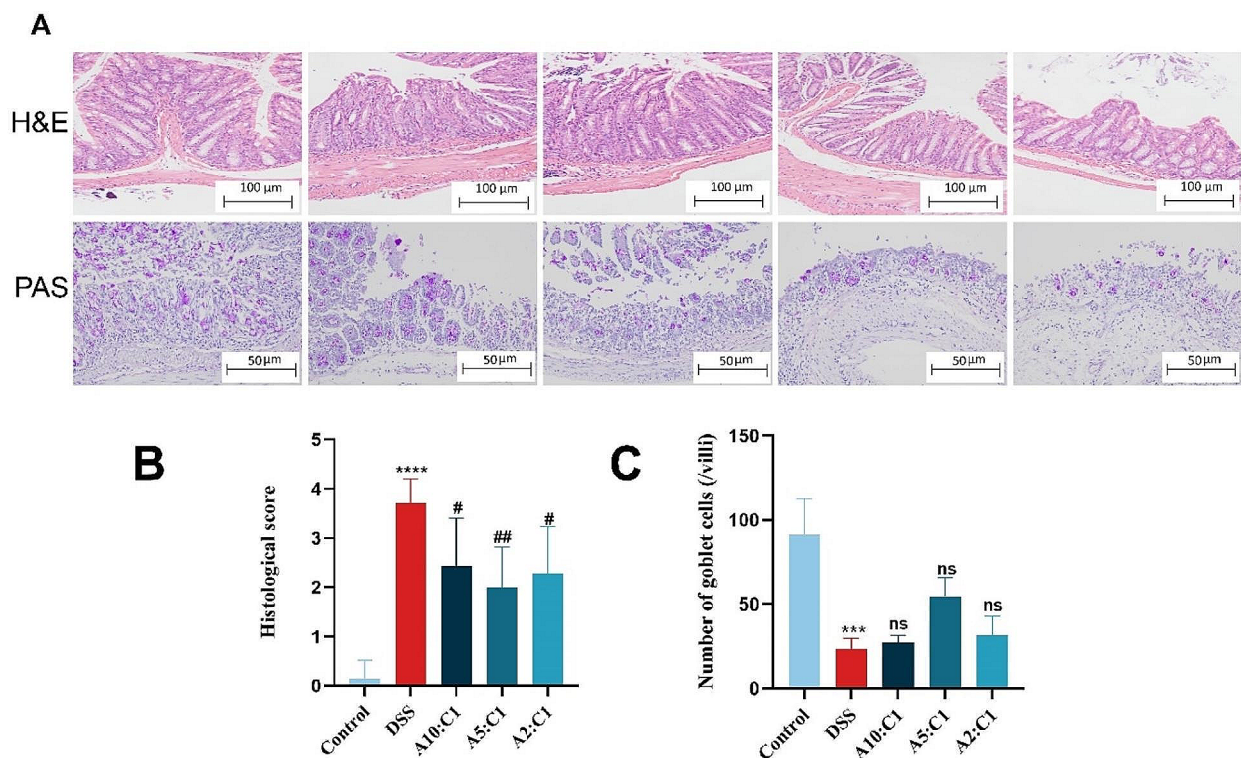 A
H&E
100 µm
100 µm
100 µm
100 µm
100 µm
PAS
50µm
50µm
50µm
50µm
50µm
B
Histological score
5
4
3
2
1
0
****
#
##
#
Control
DSS
A10:C1
A5:C1
A2:C1
C
Number of goblet cells (/villi)
150
100
50
0
***
ns
ns
ns
Control
DSS
A10:C1
A5:C1
A2:C1